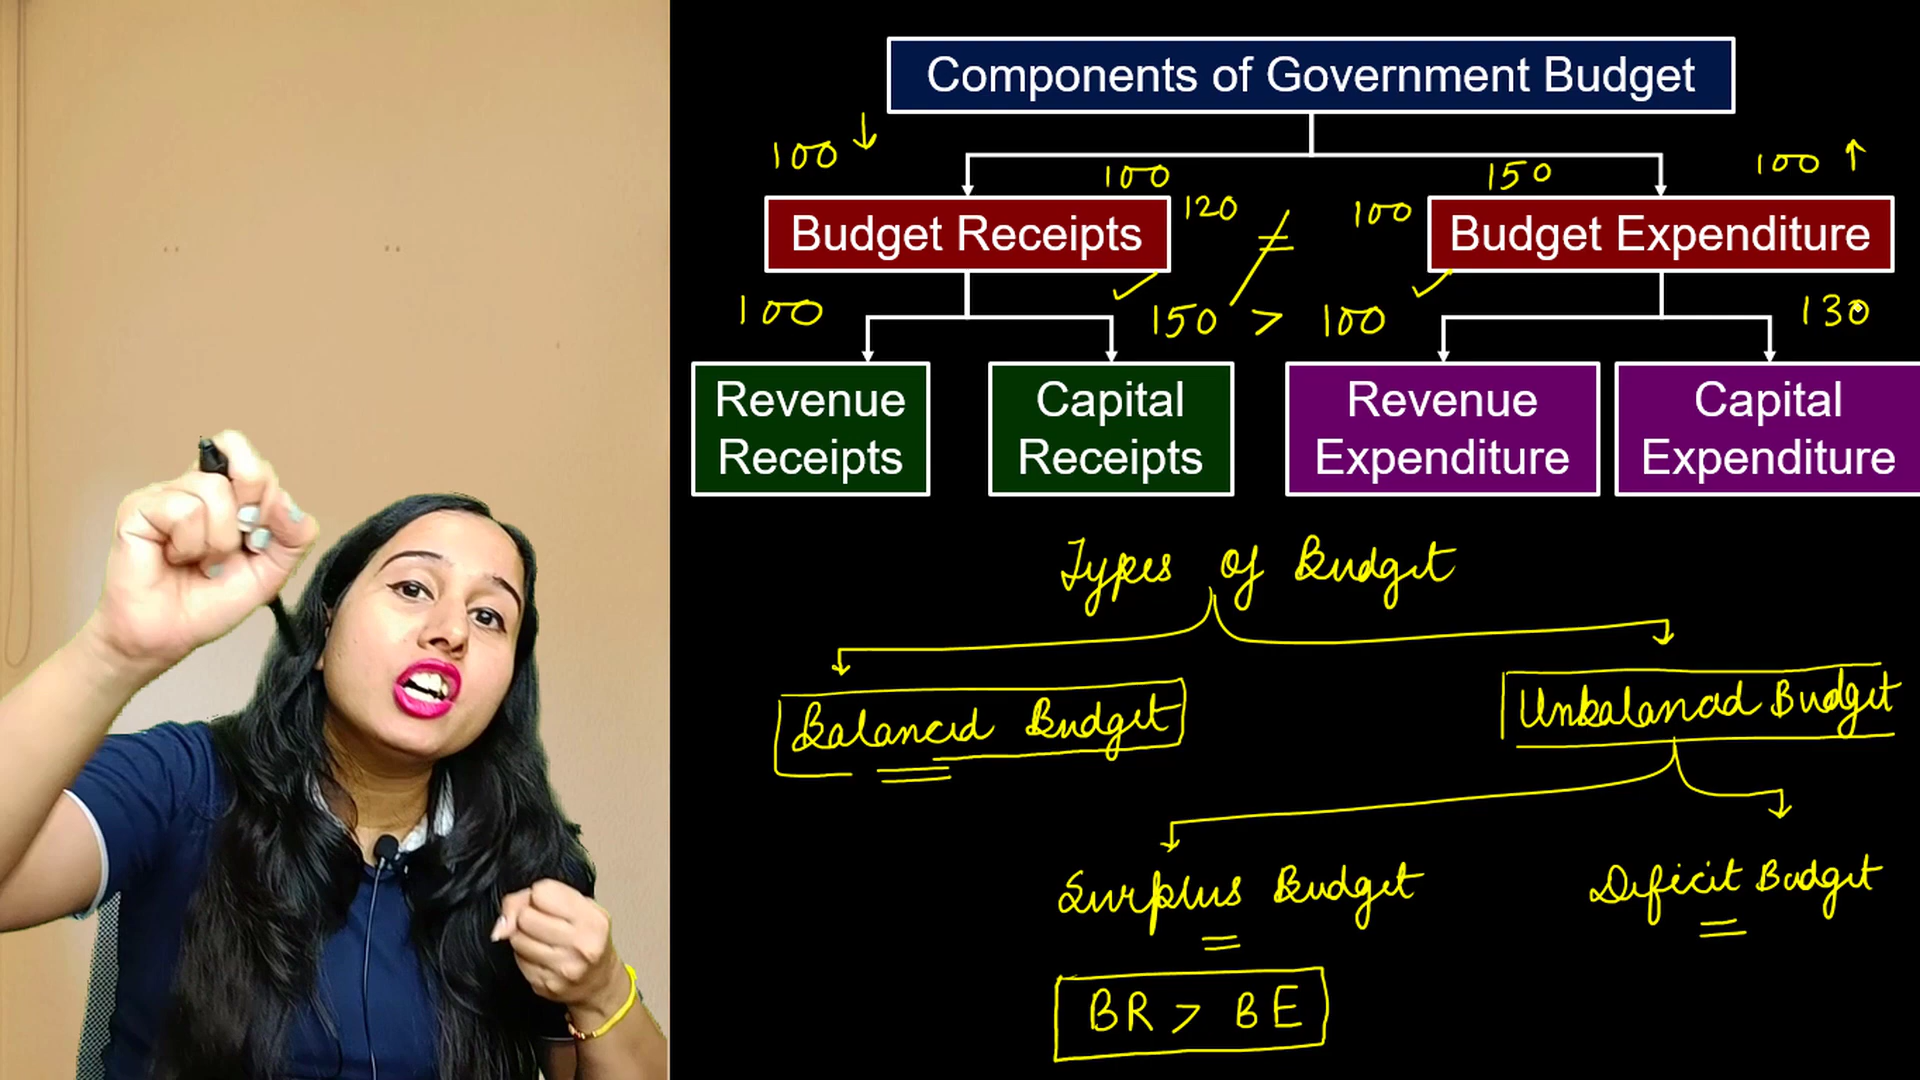 Components of Government Budget
100 ↓
100
150
100 ↑
Budget Receipts
120
≠
100
Budget Expenditure
100
150 > 100
130
Revenue
Receipts
Capital
Receipts
Revenue
Expenditure
Capital
Expenditure
Types of Budget
Balanced Budget
Unbalanced Budget
Surplus Budget
Deficit Budget
BR > BE